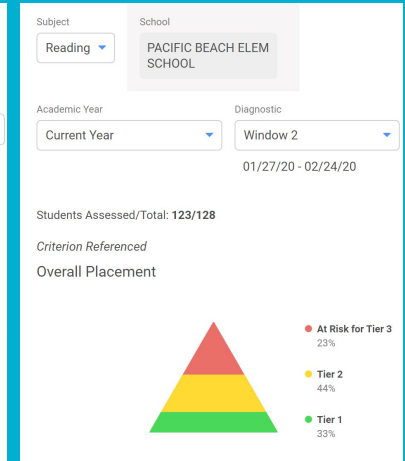 Subject
Reading
School
PACIFIC BEACH ELEM
SCHOOL
Academic Year
Current Year
Diagnostic
Window 2
01/27/20 - 02/24/20
Students Assessed/Total: 123/128
Criterion Referenced
Overall Placement
At Risk for Tier 3
23%
Tier 2
44%
Tier 1
33%